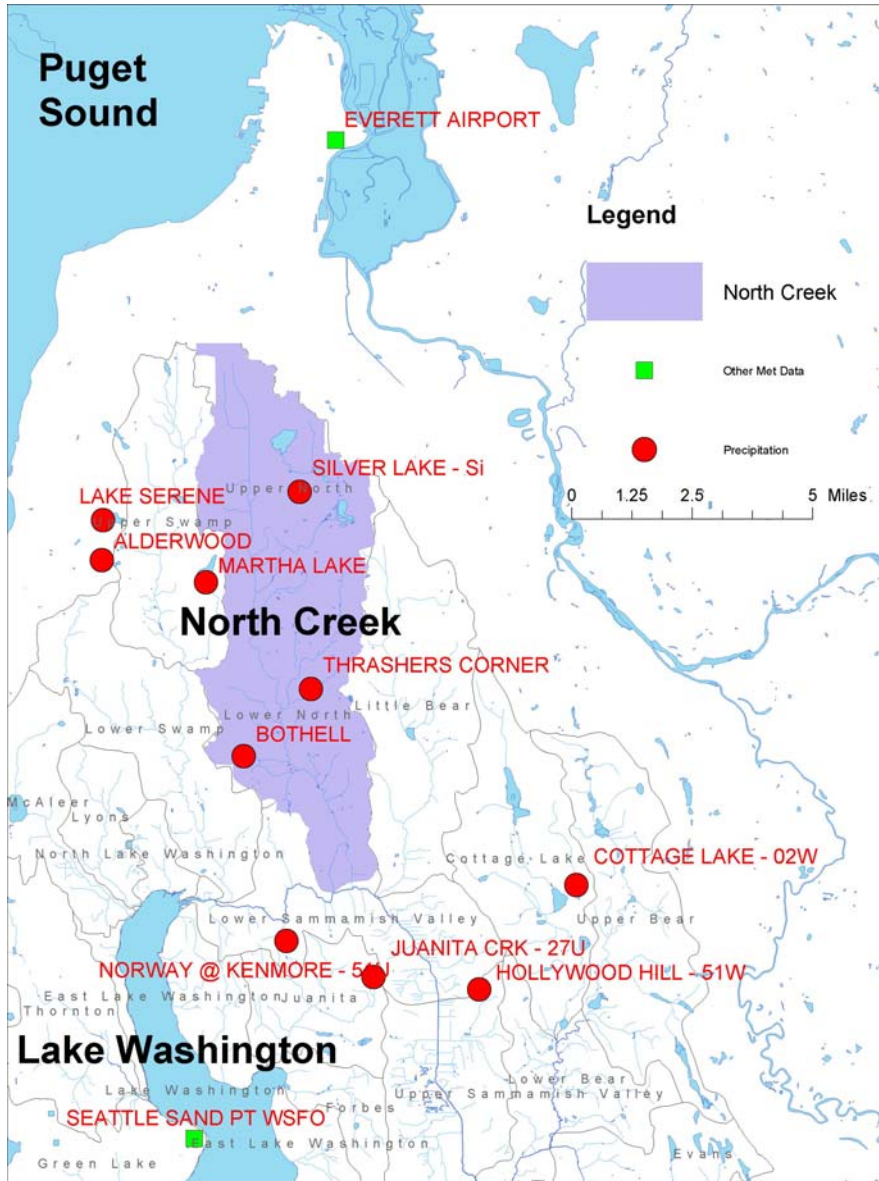 Puget
Sound
EVERETT AIRPORT
Legend
North Creek
Other Met Data
Precipitation
0 1.25 2.5 5 Miles
SILVER LAKE - Si
Upper North
LAKE SERENE
Upper Swamp
ALDERWOOD
MARTHA LAKE
North Creek
THRASHERS CORNER
Little Bear
Lower North
Lower Swamp
BOTHELL
McAleer
Lyons
North Lake Washington
Cottage Lake
COTTAGE LAKE - 02W
Lower Sammamish Valley
Upper Bear
JUANITA CRK - 27U
NORWAY @ KENMORE -
HOLLYWOOD HILL - 51W
East Lake Washington
Juanita
Thornton
Lake Washington
Lower Bear
Lake Washington
Upper Sammamish Valley
Forbes
SEATTLE SAND PT WSFO
East Lake Washington
Green Lake
Evans